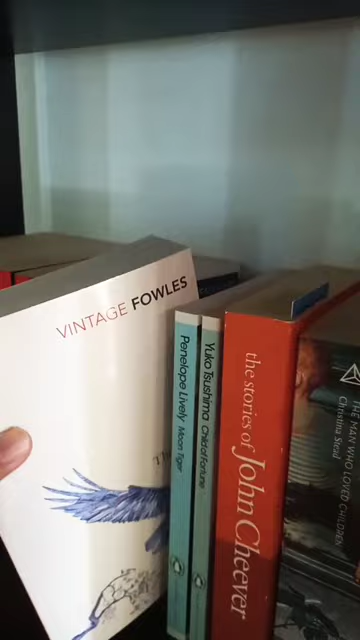 VINTAGE FOWLES
Th
Penelope Lively Moon Tiger
Yuko Tsushima Child of Fortune
the stories of John Cheever
THE MAN WHO LOVED CHILDREN
Christina Stead